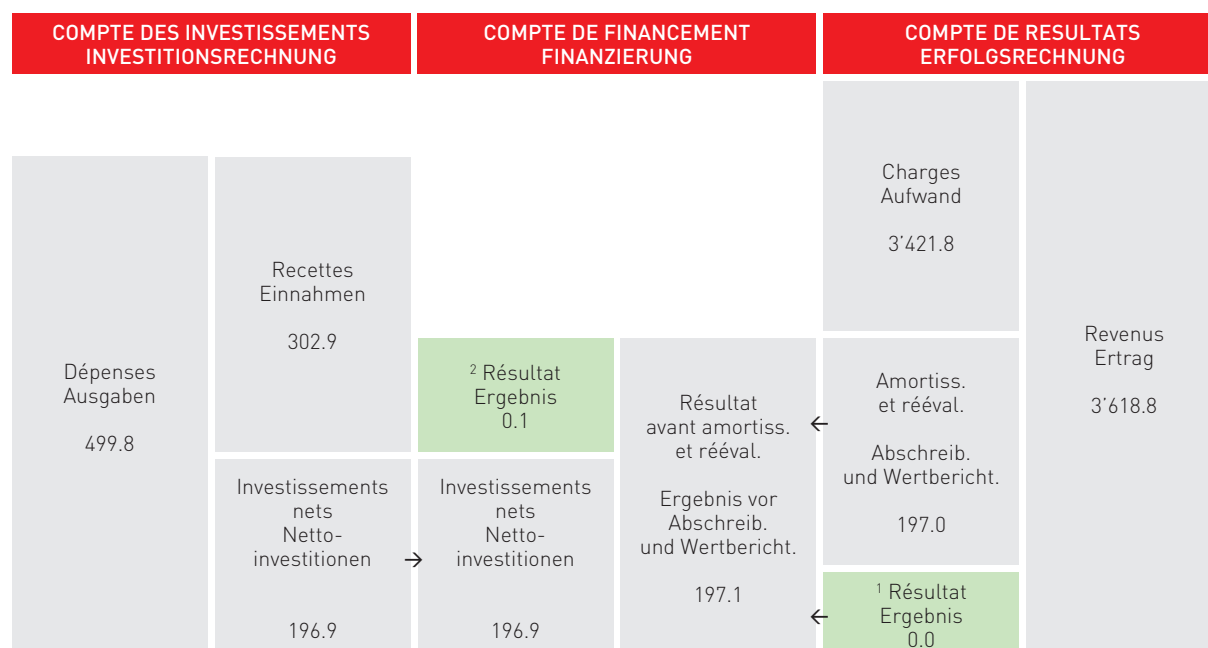 COMPTE DES INVESTISSEMENTS
INVESTITIONSRECHNUNG
COMPTE DE FINANCEMENT
FINANZIERUNG
COMPTE DE RESULTATS
ERFOLGSRECHNUNG
Dépenses
Ausgaben
499.8
Recettes
Einnahmen
302.9
Investissements
nets
Netto-
investitionen
→
196.9
² Résultat
Ergebnis
0.1
Investissements
nets
Netto-
investitionen
196.9
Résultat
avant amortiss.
et rééval.
Ergebnis vor
Abschreib.
und Wertbericht.
197.1
Charges
Aufwand
3'421.8
←
Amortiss.
et rééval.
Abschreib.
und Wertbericht.
197.0
←
¹ Résultat
Ergebnis
0.0
Revenus
Ertrag
3'618.8